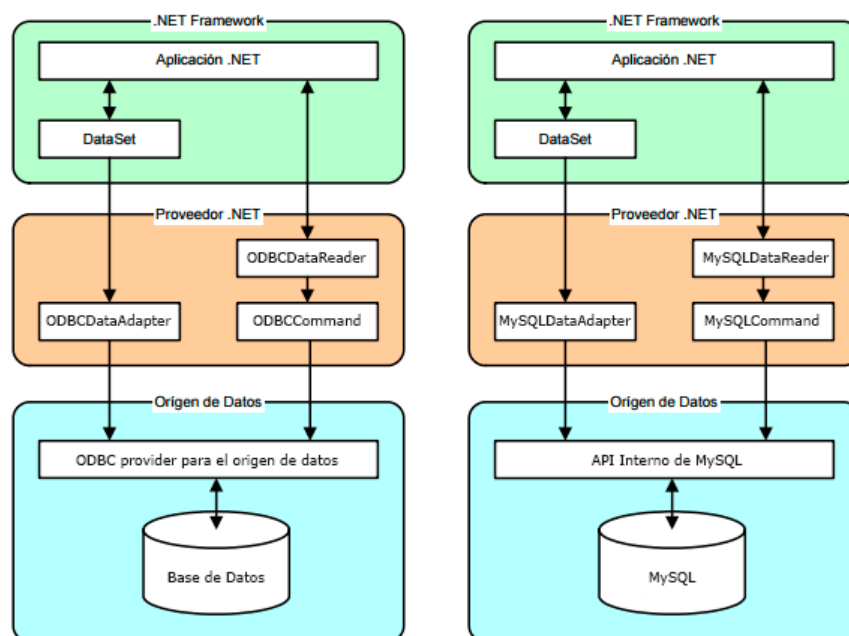 .NET Framework
Aplicación .NET
DataSet
Proveedor .NET
ODBCDataReader
ODBCDataAdapter
ODBCCommand
Orígen de Datos
ODBC provider para el origen de datos
Base de Datos
.NET Framework
Aplicación .NET
DataSet
Proveedor .NET
MySQLDataReader
MySQLDataAdapter
MySQLCommand
Orígen de Datos
API Interno de MySQL
MySQL